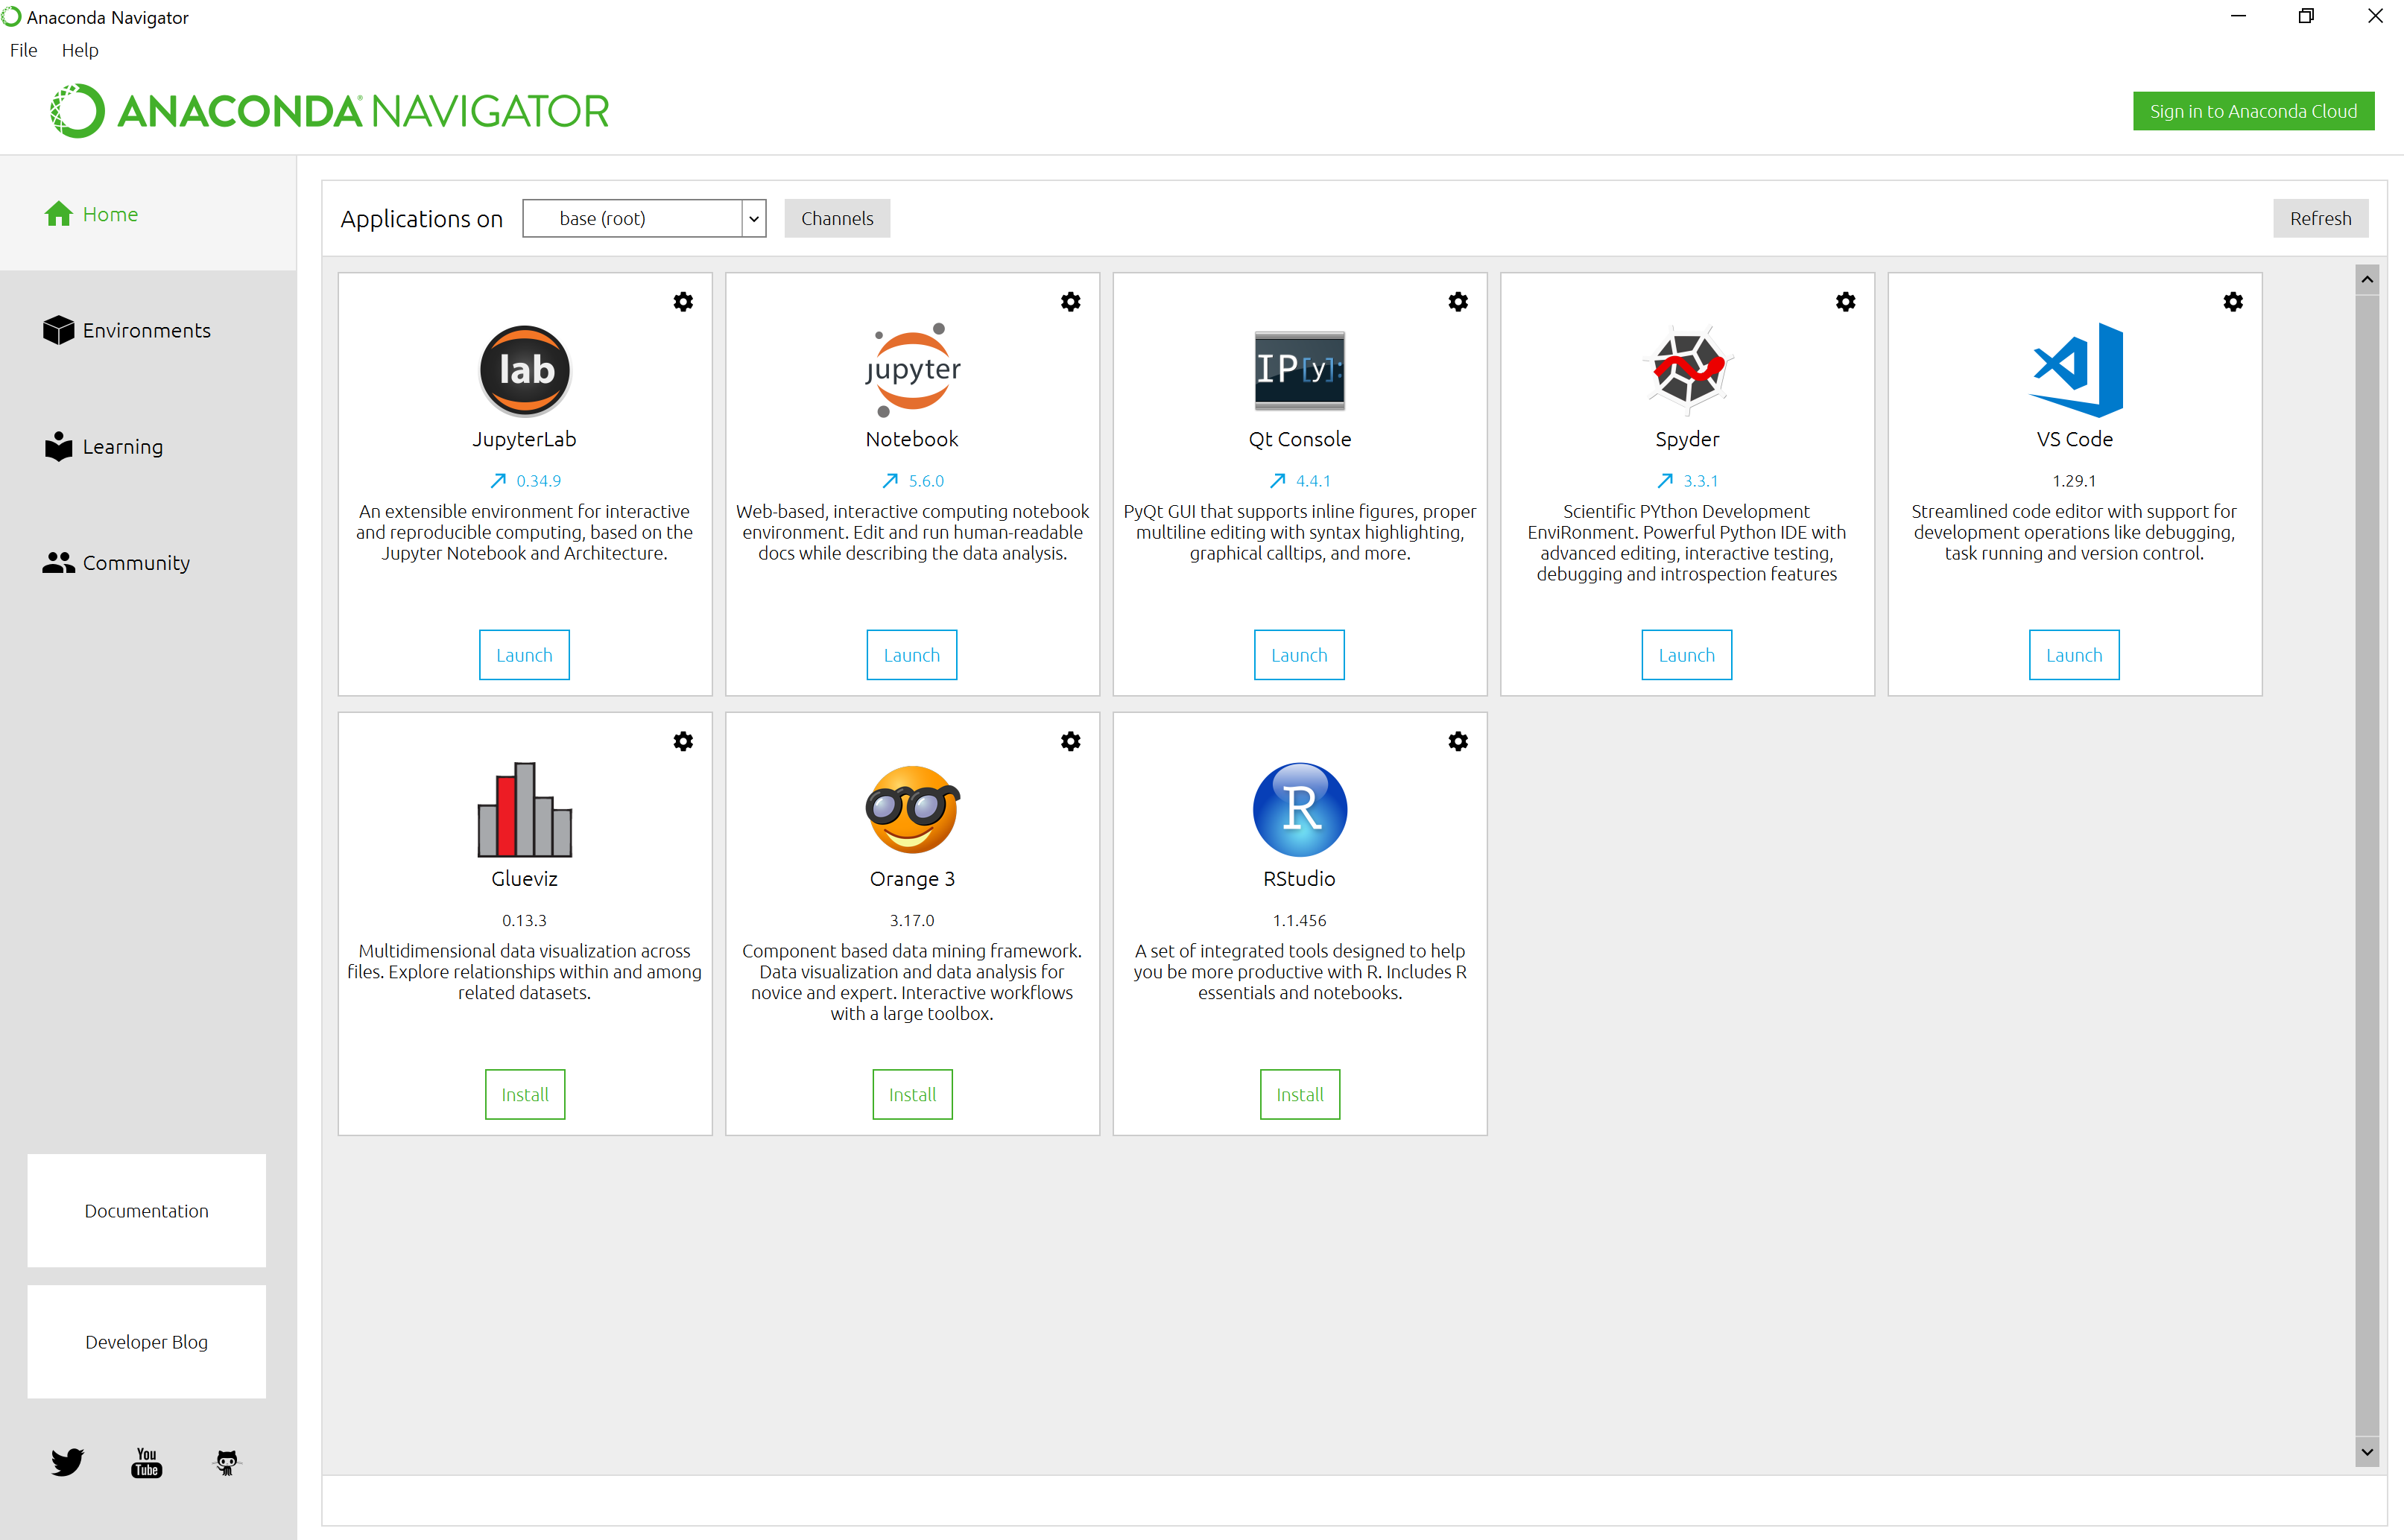 Anaconda Navigator
File Help
ANACONDA NAVIGATOR
Sign in to Anaconda Cloud
Home
Environments
Learning
Community
Documentation
Developer Blog
You
Tube
Applications on base (root) Channels Refresh
lab
JupyterLab
0.34.9
An extensible environment for interactive
and reproducible computing, based on the
Jupyter Notebook and Architecture.
Launch
jupyter
Notebook
5.6.0
Web-based, interactive computing notebook
environment. Edit and run human-readable
docs while describing the data analysis.
Launch
IP[y]:
Qt Console
4.4.1
PyQt GUI that supports inline figures, proper
multiline editing with syntax highlighting,
graphical calltips, and more.
Launch
Spyder
3.3.1
Scientific PYthon Development
EnviRonment. Powerful Python IDE with
advanced editing, interactive testing,
debugging and introspection features
Launch
VS Code
1.29.1
Streamlined code editor with support for
development operations like debugging,
task running and version control.
Launch
Glueviz
0.13.3
Multidimensional data visualization across
files. Explore relationships within and among
related datasets.
Install
Orange 3
3.17.0
Component based data mining framework.
Data visualization and data analysis for
novice and expert. Interactive workflows
with a large toolbox.
Install
R
RStudio
1.1.456
A set of integrated tools designed to help
you be more productive with R. Includes R
essentials and notebooks.
Install